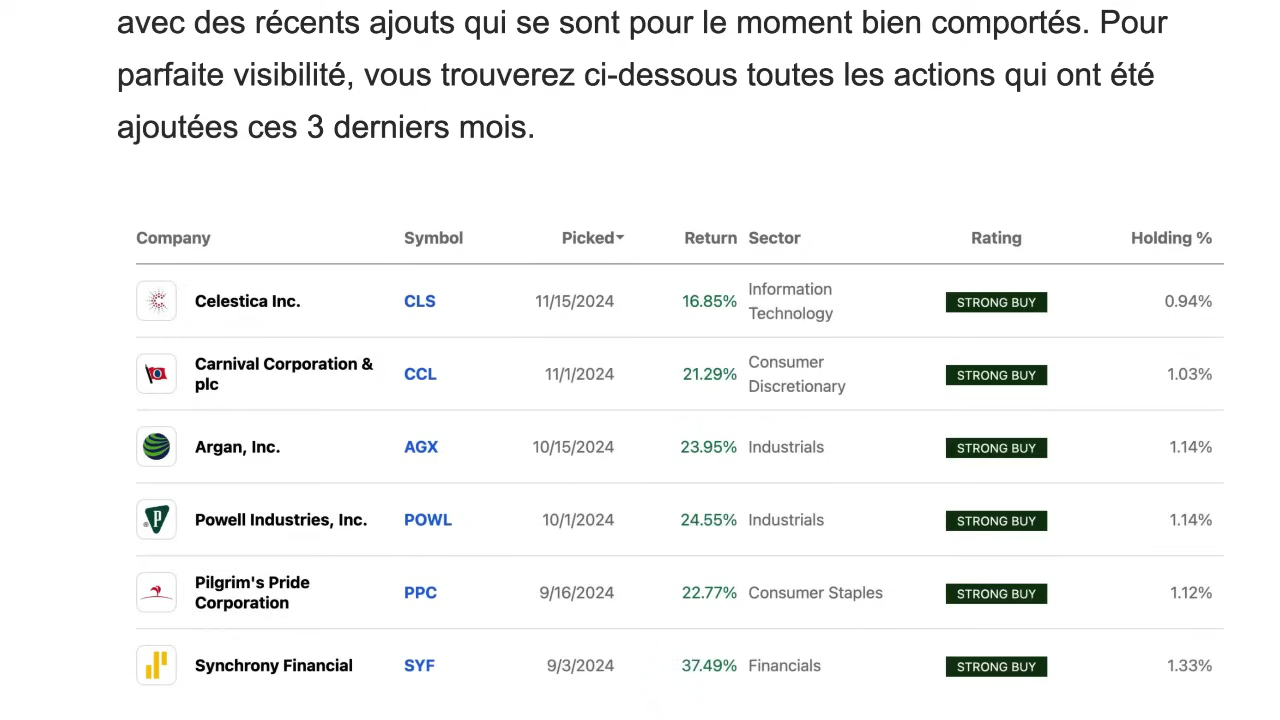 avec des récents ajouts qui se sont pour le moment bien comportés. Pour
parfaite visibilité, vous trouverez ci-dessous toutes les actions qui ont été
ajoutées ces 3 derniers mois.
Company Symbol Picked Return Sector Rating Holding %
Celestica Inc. CLS 11/15/2024 16.85% Information Technology STRONG BUY 0.94%
Carnival Corporation & plc CCL 11/1/2024 21.29% Consumer Discretionary STRONG BUY 1.03%
Argan, Inc. AGX 10/15/2024 23.95% Industrials STRONG BUY 1.14%
Powell Industries, Inc. POWL 10/1/2024 24.55% Industrials STRONG BUY 1.14%
Pilgrim's Pride Corporation PPC 9/16/2024 22.77% Consumer Staples STRONG BUY 1.12%
Synchrony Financial SYF 9/3/2024 37.49% Financials STRONG BUY 1.33%